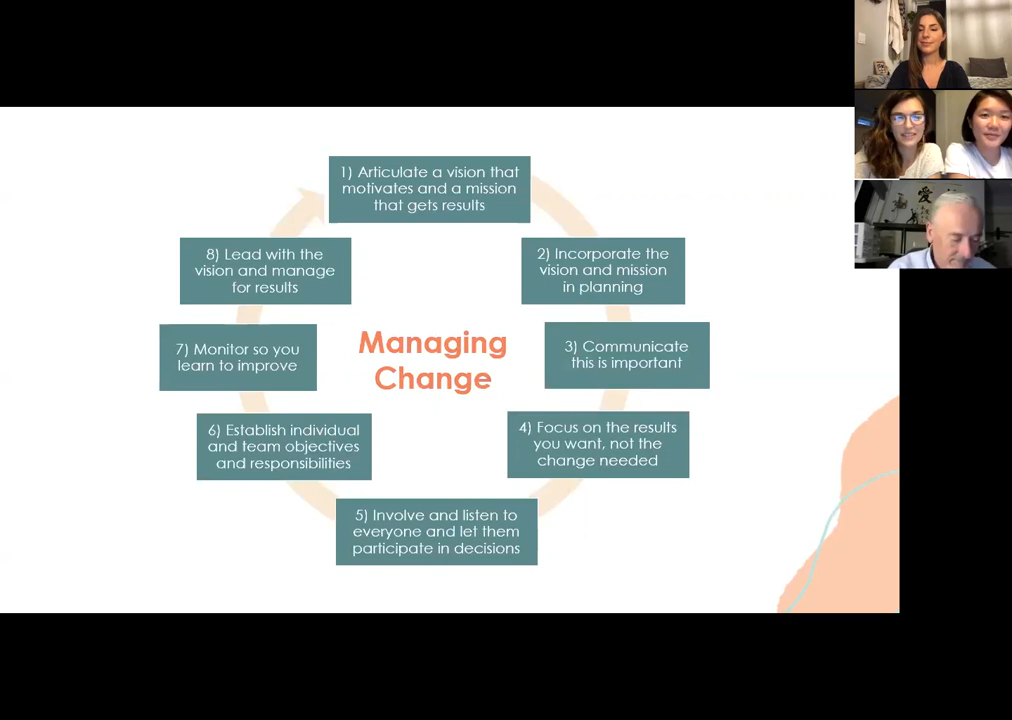 1) Articulate a vision that
motivates and a mission
that gets results
2) Incorporate the
vision and mission
in planning
3) Communicate
this is important
4) Focus on the results
you want, not the
change needed
5) Involve and listen to
everyone and let them
participate in decisions
6) Establish individual
and team objectives
and responsibilities
7) Monitor so you
learn to improve
8) Lead with the
vision and manage
for results
Managing
Change
愛